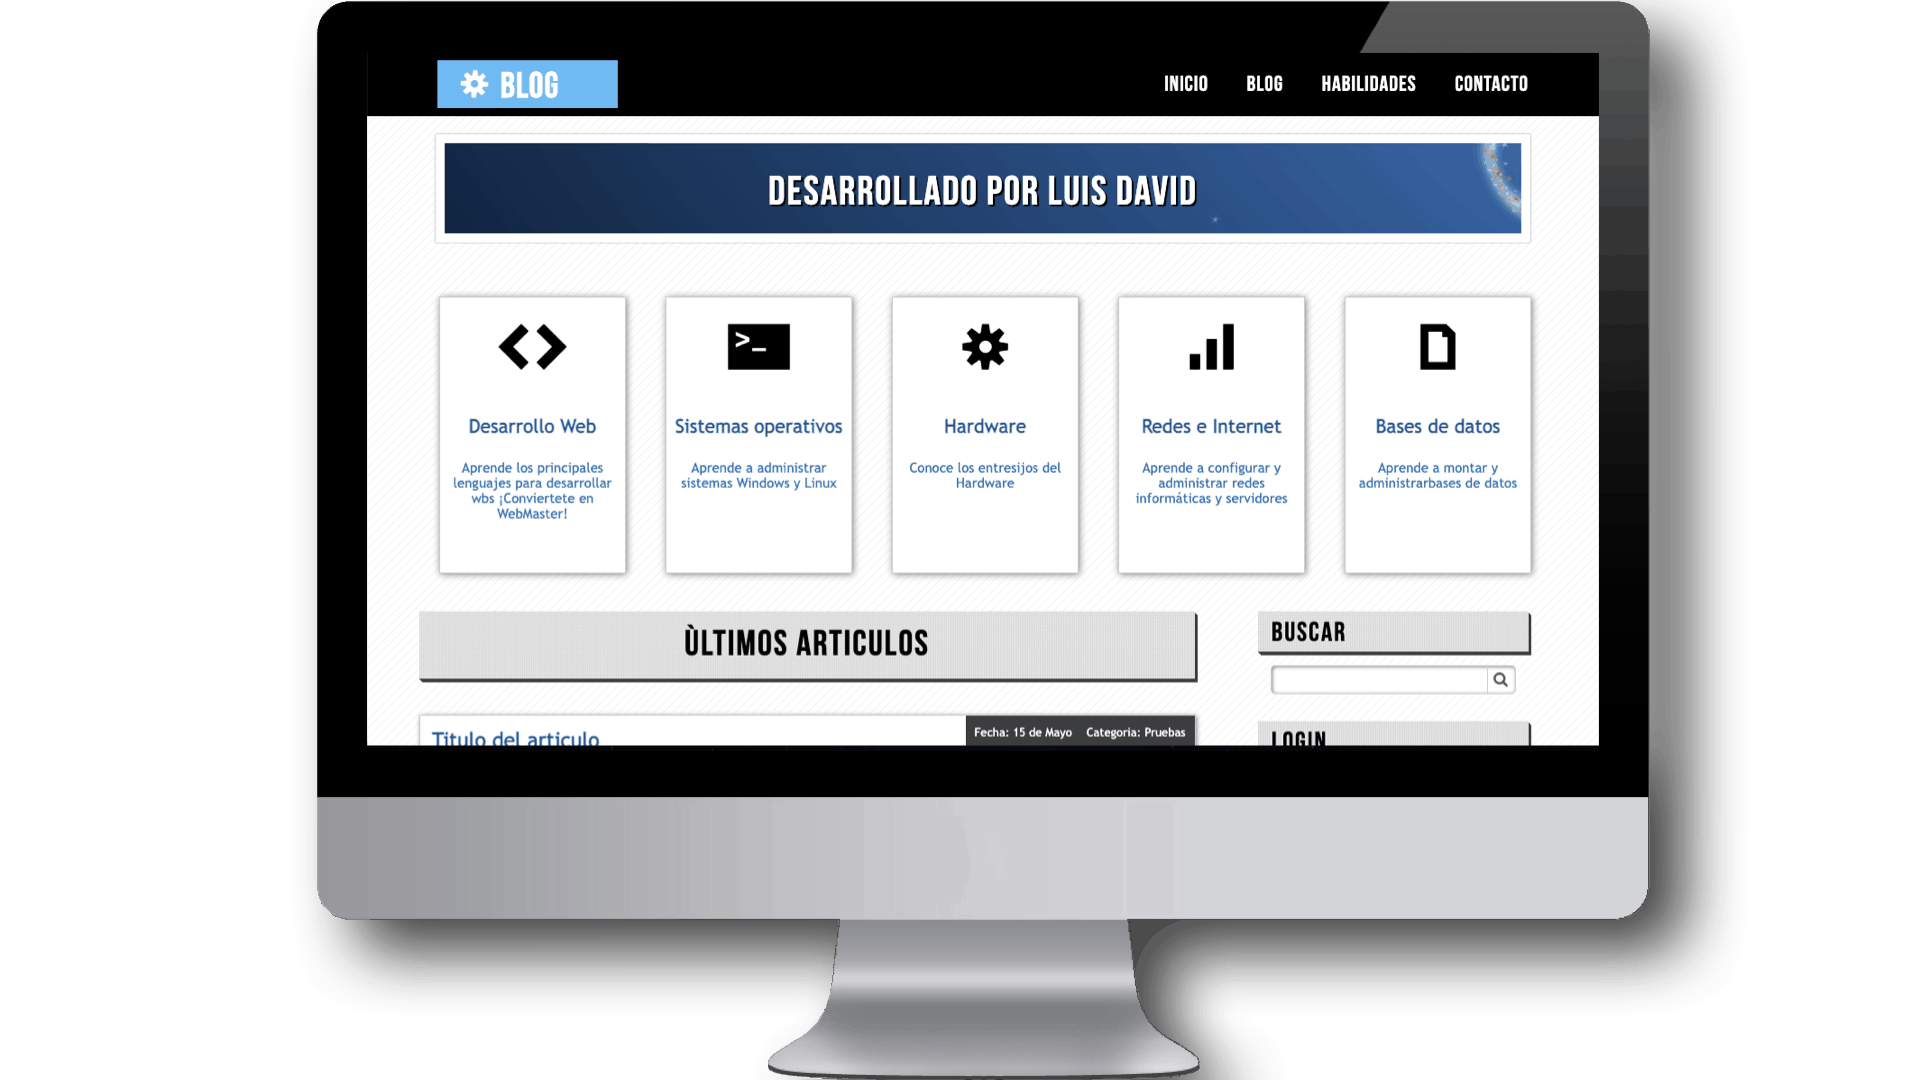 BLOG
INICIO BLOG HABILIDADES CONTACTO
DESARROLLADO POR LUIS DAVID
>_
Desarrollo Web
Aprende los principales
lenguajes para desarrollar
wbs ¡Conviertete en
WebMaster!
Sistemas operativos
Aprende a administrar
sistemas Windows y Linux
Hardware
Conoce los entresijos del
Hardware
Redes e Internet
Aprende a configurar y
administrar redes
informáticas y servidores
Bases de datos
Aprende a montar y
administrarbases de datos
ÙLTIMOS ARTICULOS
BUSCAR
Titulo del articulo
Fecha: 15 de Mayo Categoria: Pruebas
LOGIN